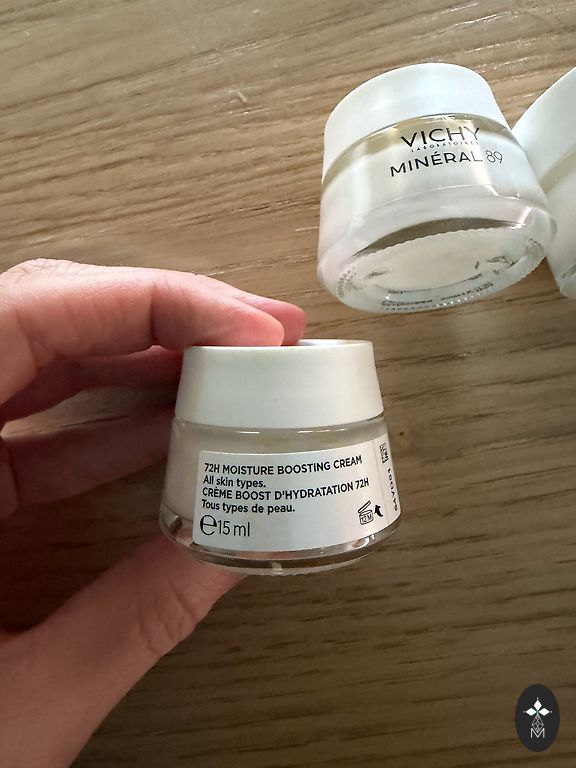 VICHY
LABORATOIRES
MINÉRAL 89
72H MOISTURE BOOSTING CREAM
All skin types.
CRÈME BOOST D'HYDRATATION 72H
Tous types de peau.
℮15 ml
12M
M